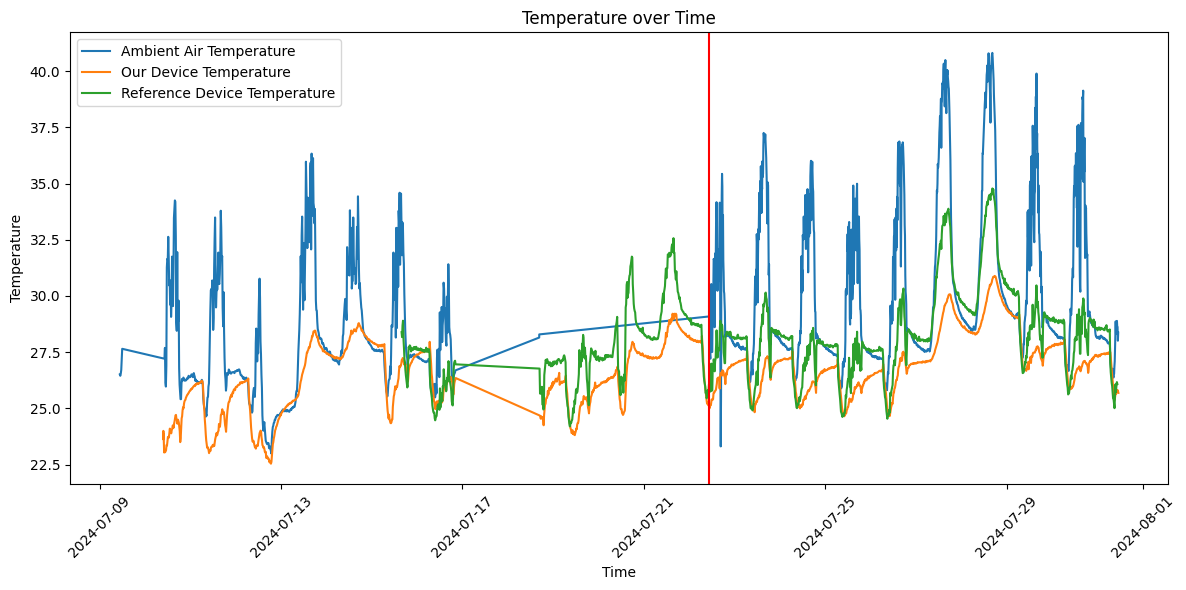 Temperature over Time
Ambient Air Temperature
Our Device Temperature
Reference Device Temperature
Temperature
40.0
37.5
35.0
32.5
30.0
27.5
25.0
22.5
2024-07-09
2024-07-13
2024-07-17
2024-07-21
2024-07-25
2024-07-29
2024-08-01
Time